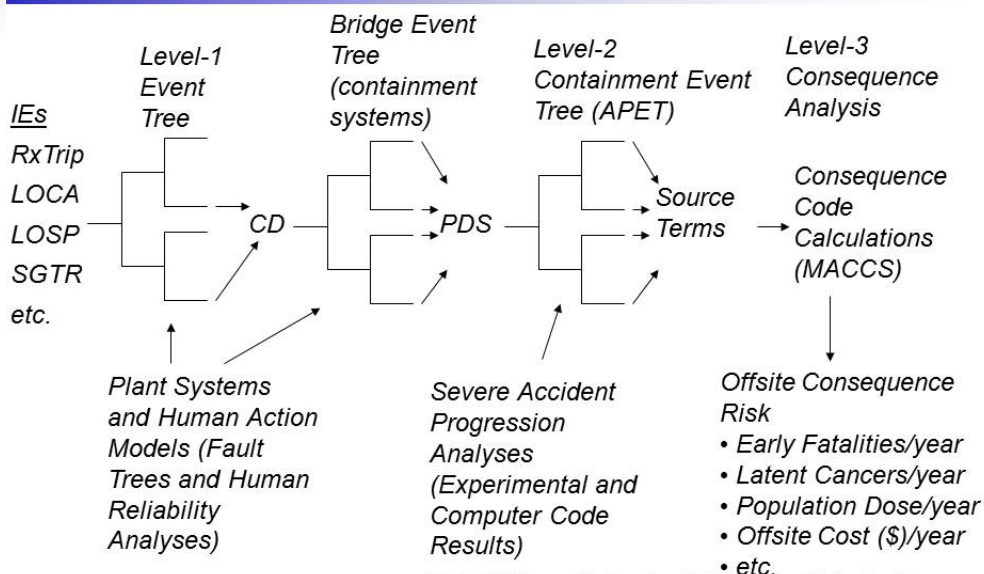 IEs
RxTrip
LOCA
LOSP
SGTR
etc.
Level-1
Event
Tree
CD
Bridge Event
Tree
(containment
systems)
PDS
Level-2
Containment Event
Tree (APET)
Source
Terms
Level-3
Consequence
Analysis
Consequence
Code
Calculations
(MACCS)
Plant Systems
and Human Action
Models (Fault
Trees and Human
Reliability
Analyses)
Severe Accident
Progression
Analyses
(Experimental and
Computer Code
Results)
Offsite Consequence
Risk
• Early Fatalities/year
• Latent Cancers/year
• Population Dose/year
• Offsite Cost ($)/year
• etc.